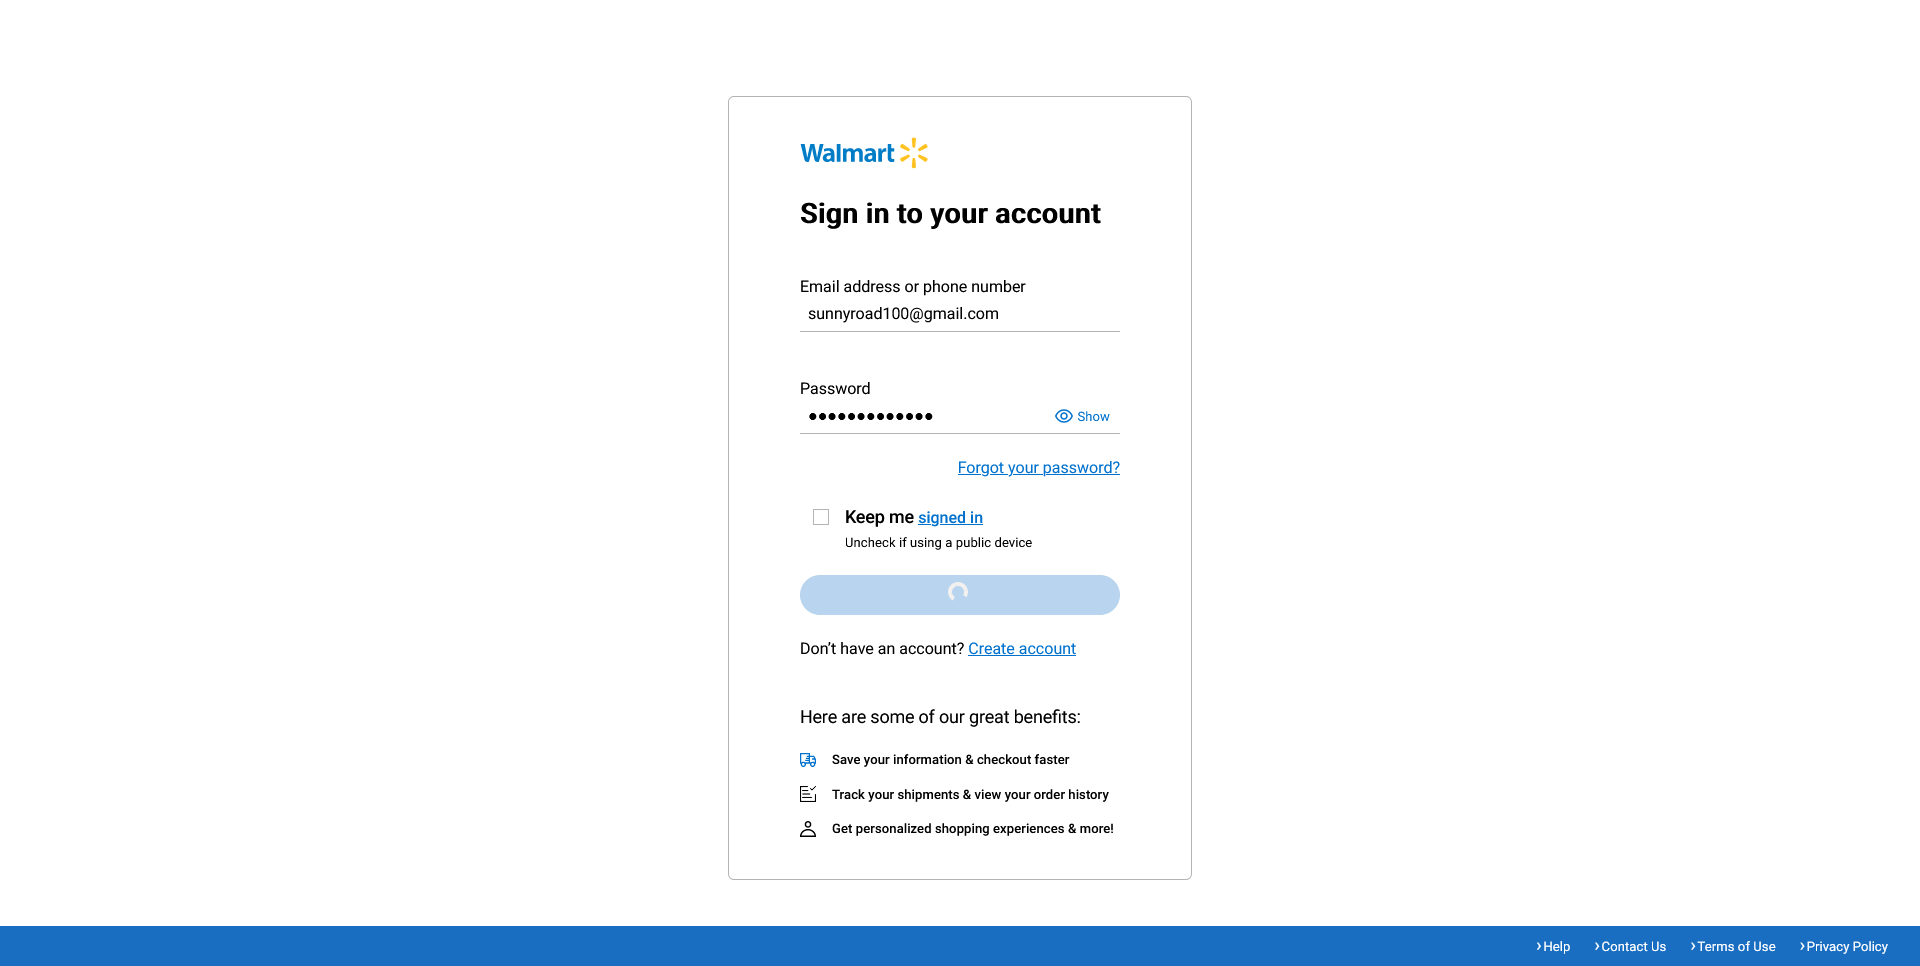 Walmart
Sign in to your account
Email address or phone number
sunnyroad100@gmail.com
Password
●●●●●●●●●●●●●
Show
Forgot your password?
Keep me signed in
Uncheck if using a public device
Don’t have an account? Create account
Here are some of our great benefits:
Save your information & checkout faster
Track your shipments & view your order history
Get personalized shopping experiences & more!
Help
Contact Us
Terms of Use
Privacy Policy